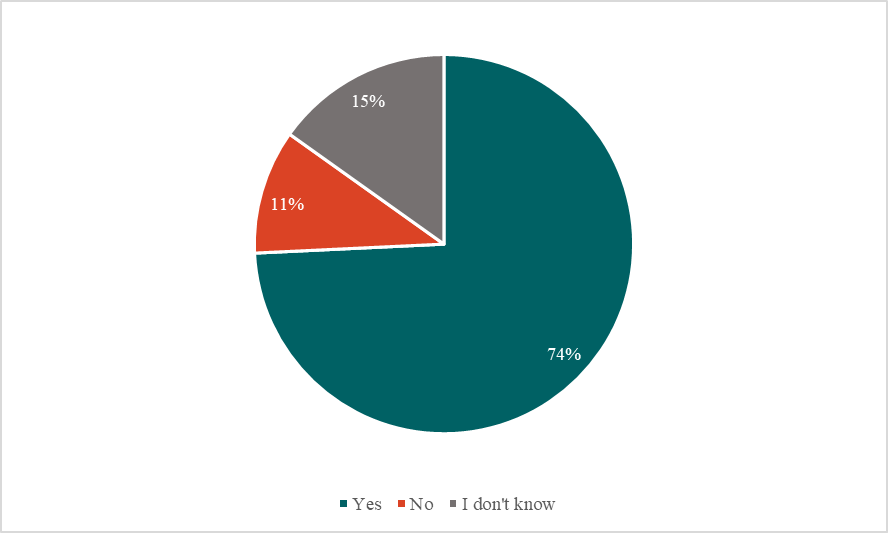 15%
11%
74%
Yes No I don't know